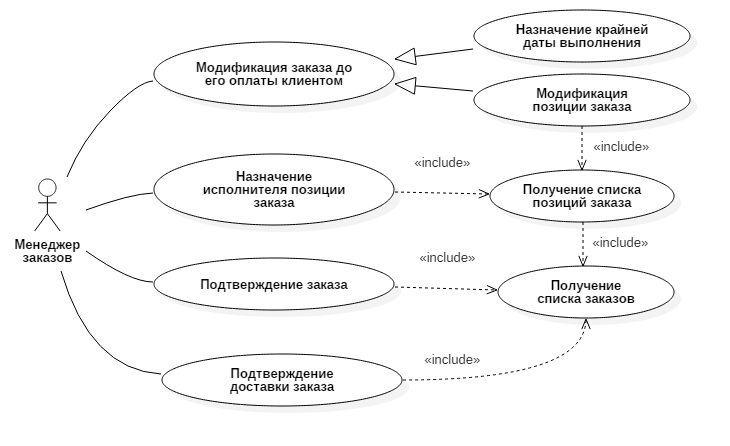 Назначение крайней
даты выполнения
Модификация заказа до
его оплаты клиентом
Модификация
позиции заказа
«include»
Назначение
исполнителя позиции
заказа
«include»
Получение списка
позиций заказа
Менеджер
заказов
«include»
«include»
Подтверждение заказа
Получение
списка заказов
«include»
Подтверждение
доставки заказа